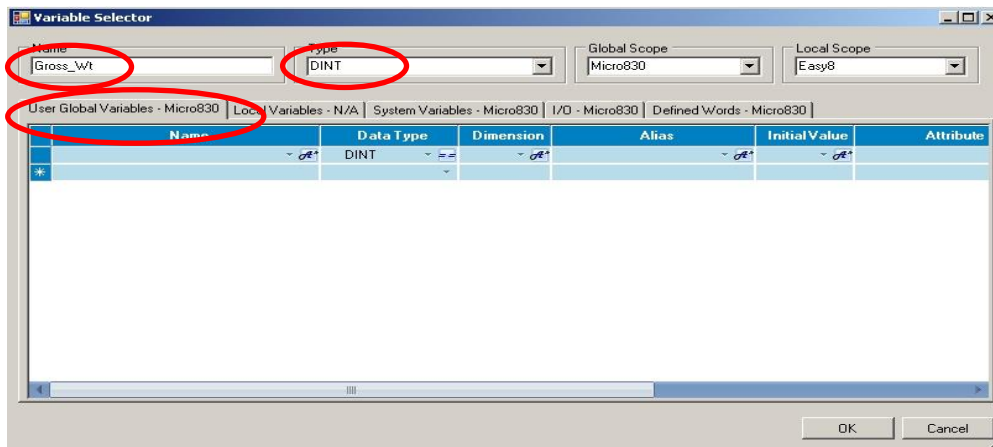 Variable Selector
Name Type Global Scope Local Scope
Gross_Wt DINT Micro830 Easy8
User Global Variables - Micro830 Local Variables - N/A System Variables - Micro830 I/O - Micro830 Defined Words - Micro830
Name Data Type Dimension Alias Initial Value Attribute
DINT
OK Cancel